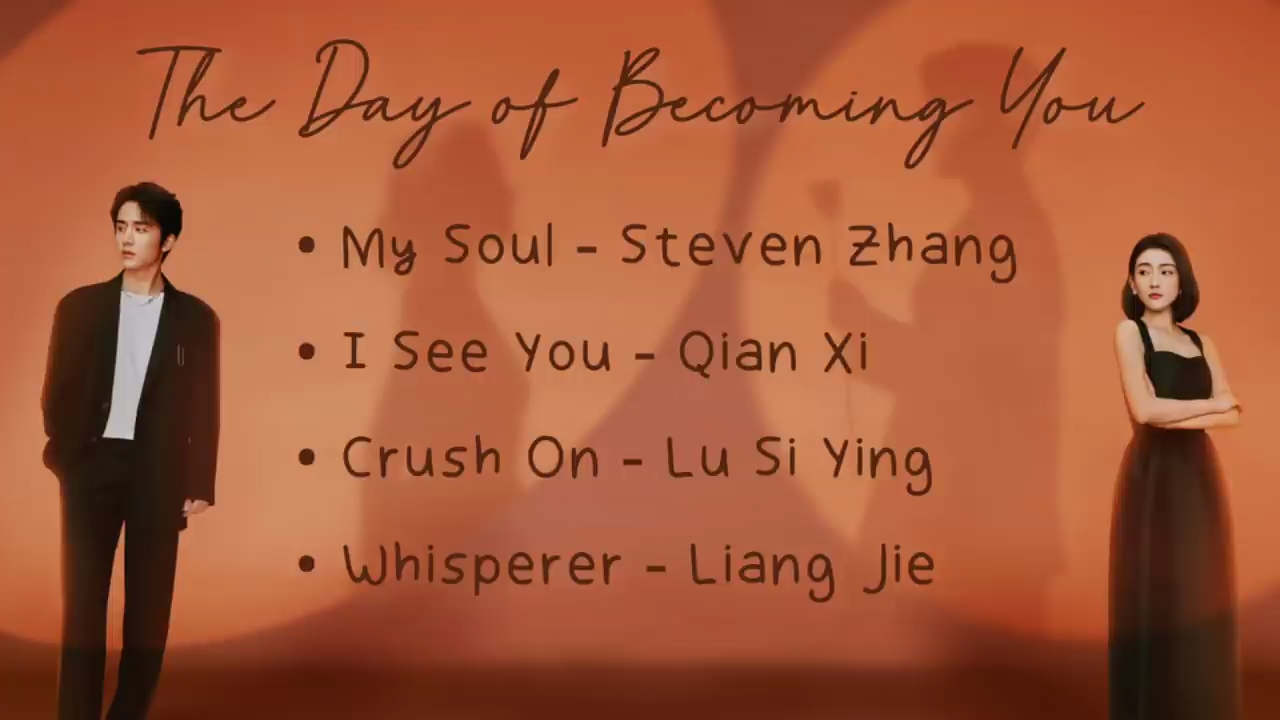 The Day of Becoming You
• My Soul - Steven Zhang
• I See You - Qian Xi
• Crush On - Lu Si Ying
• Whisperer - Liang Jie